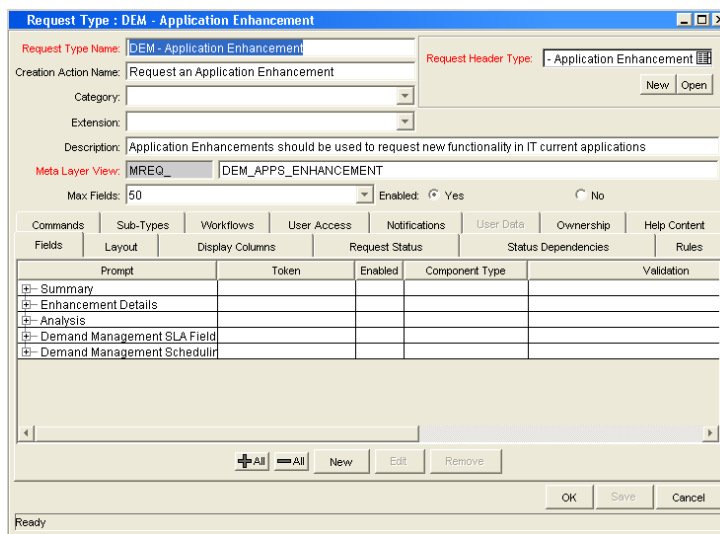 Request Type : DEM - Application Enhancement
Request Type Name: DEM - Application Enhancement
Request Header Type: - Application Enhancement
Creation Action Name: Request an Application Enhancement
New Open
Category:
Extension:
Description: Application Enhancements should be used to request new functionality in IT current applications
Meta Layer View: MREQ_ DEM_APPS_ENHANCEMENT
Max Fields: 50 Enabled: Yes No
Commands Sub-Types Workflows User Access Notifications User Data Ownership Help Content
Fields Layout Display Columns Request Status Status Dependencies Rules
Prompt Token Enabled Component Type Validation
Summary
Enhancement Details
Analysis
Demand Management SLA Field
Demand Management Schedulin
All All New Edit Remove
OK Save Cancel
Ready